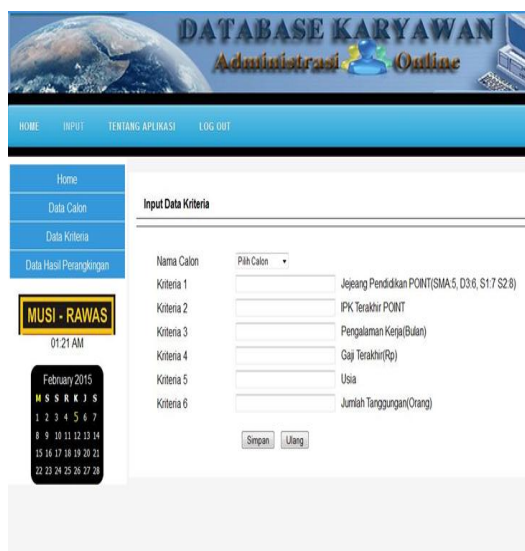 DATABASE KARYAWAN
Administrasi Online
HOME INPUT TENTANG APLIKASI LOG OUT
Home
Data Calon
Data Kriteria
Data Hasil Perangkingan
MUSI - RAWAS
01:21 AM
February 2015
M S S R K J S
1 2 3 4 5 6 7
8 9 10 11 12 13 14
15 16 17 18 19 20 21
22 23 24 25 26 27 28
Input Data Kriteria
Nama Calon Pilih Calon
Kriteria 1 Jejeang Pendidikan POINT(SMA:5, D3:6, S1:7 S2:8)
Kriteria 2 IPK Terakhir POINT
Kriteria 3 Pengalaman Kerja(Bulan)
Kriteria 4 Gaji Terakhir(Rp)
Kriteria 5 Usia
Kriteria 6 Jumlah Tanggungan(Orang)
Simpan Ulang